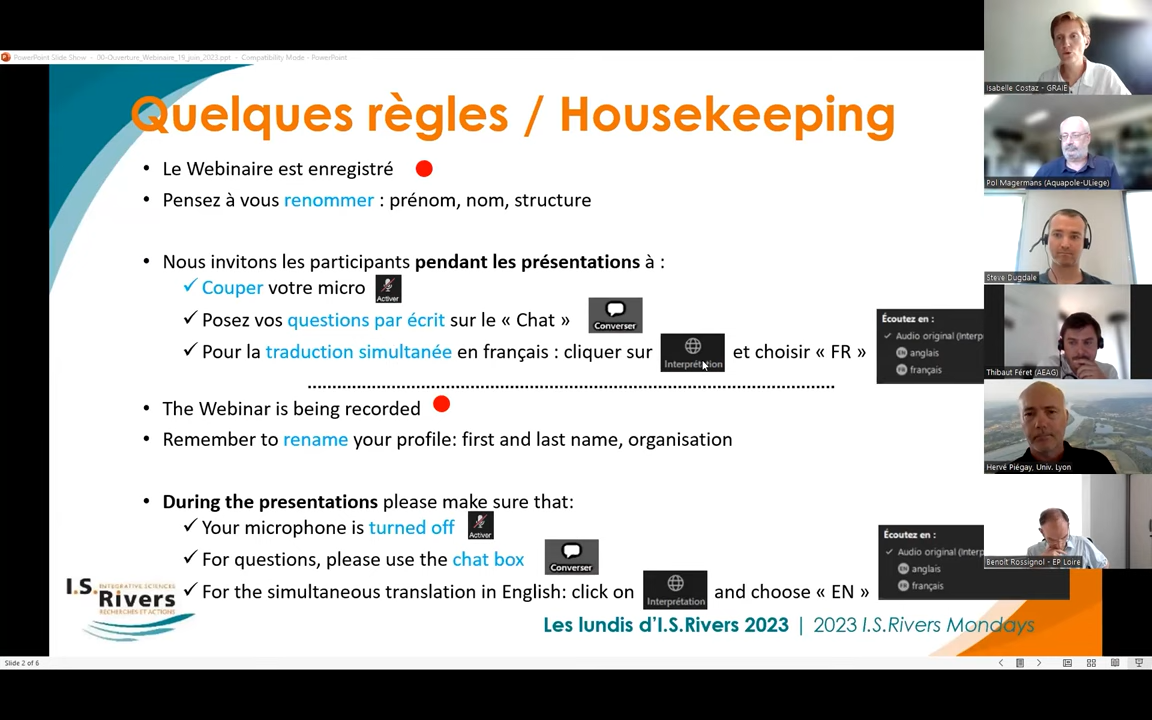 PowerPoint Slide Show - 00-Ouverture_Webinaire_19_juin_2023.ppt - Compatibility Mode - PowerPoint
Quelques règles / Housekeeping
• Le Webinaire est enregistré
• Pensez à vous renommer : prénom, nom, structure
• Nous invitons les participants pendant les présentations à :
✓ Couper votre micro
Activer
✓ Posez vos questions par écrit sur le « Chat »
Converser
✓ Pour la traduction simultanée en français : cliquer sur
Interprétation
et choisir « FR »
Écoutez en :
✓ Audio original (Interp
EN anglais
FR français
• The Webinar is being recorded
• Remember to rename your profile: first and last name, organisation
• During the presentations please make sure that:
✓ Your microphone is turned off
Activer
✓ For questions, please use the chat box
Converser
✓ For the simultaneous translation in English: click on
Interprétation
and choose « EN »
Écoutez en :
✓ Audio original (Interp
EN anglais
FR français
I.S.Rivers
INTEGRATIVE SCIENCES
RECHERCHES ET ACTIONS
Les lundis d'I.S.Rivers 2023 | 2023 I.S.Rivers Mondays
Slide 2 of 6
Isabelle Costaz - GRAIE
Pol Magermans (Aquapole-ULiege)
Steve Dugdale
Thibaut Féret (AEAG)
Hervé Piégay, Univ. Lyon
Benoit Rossignol - EP Loire